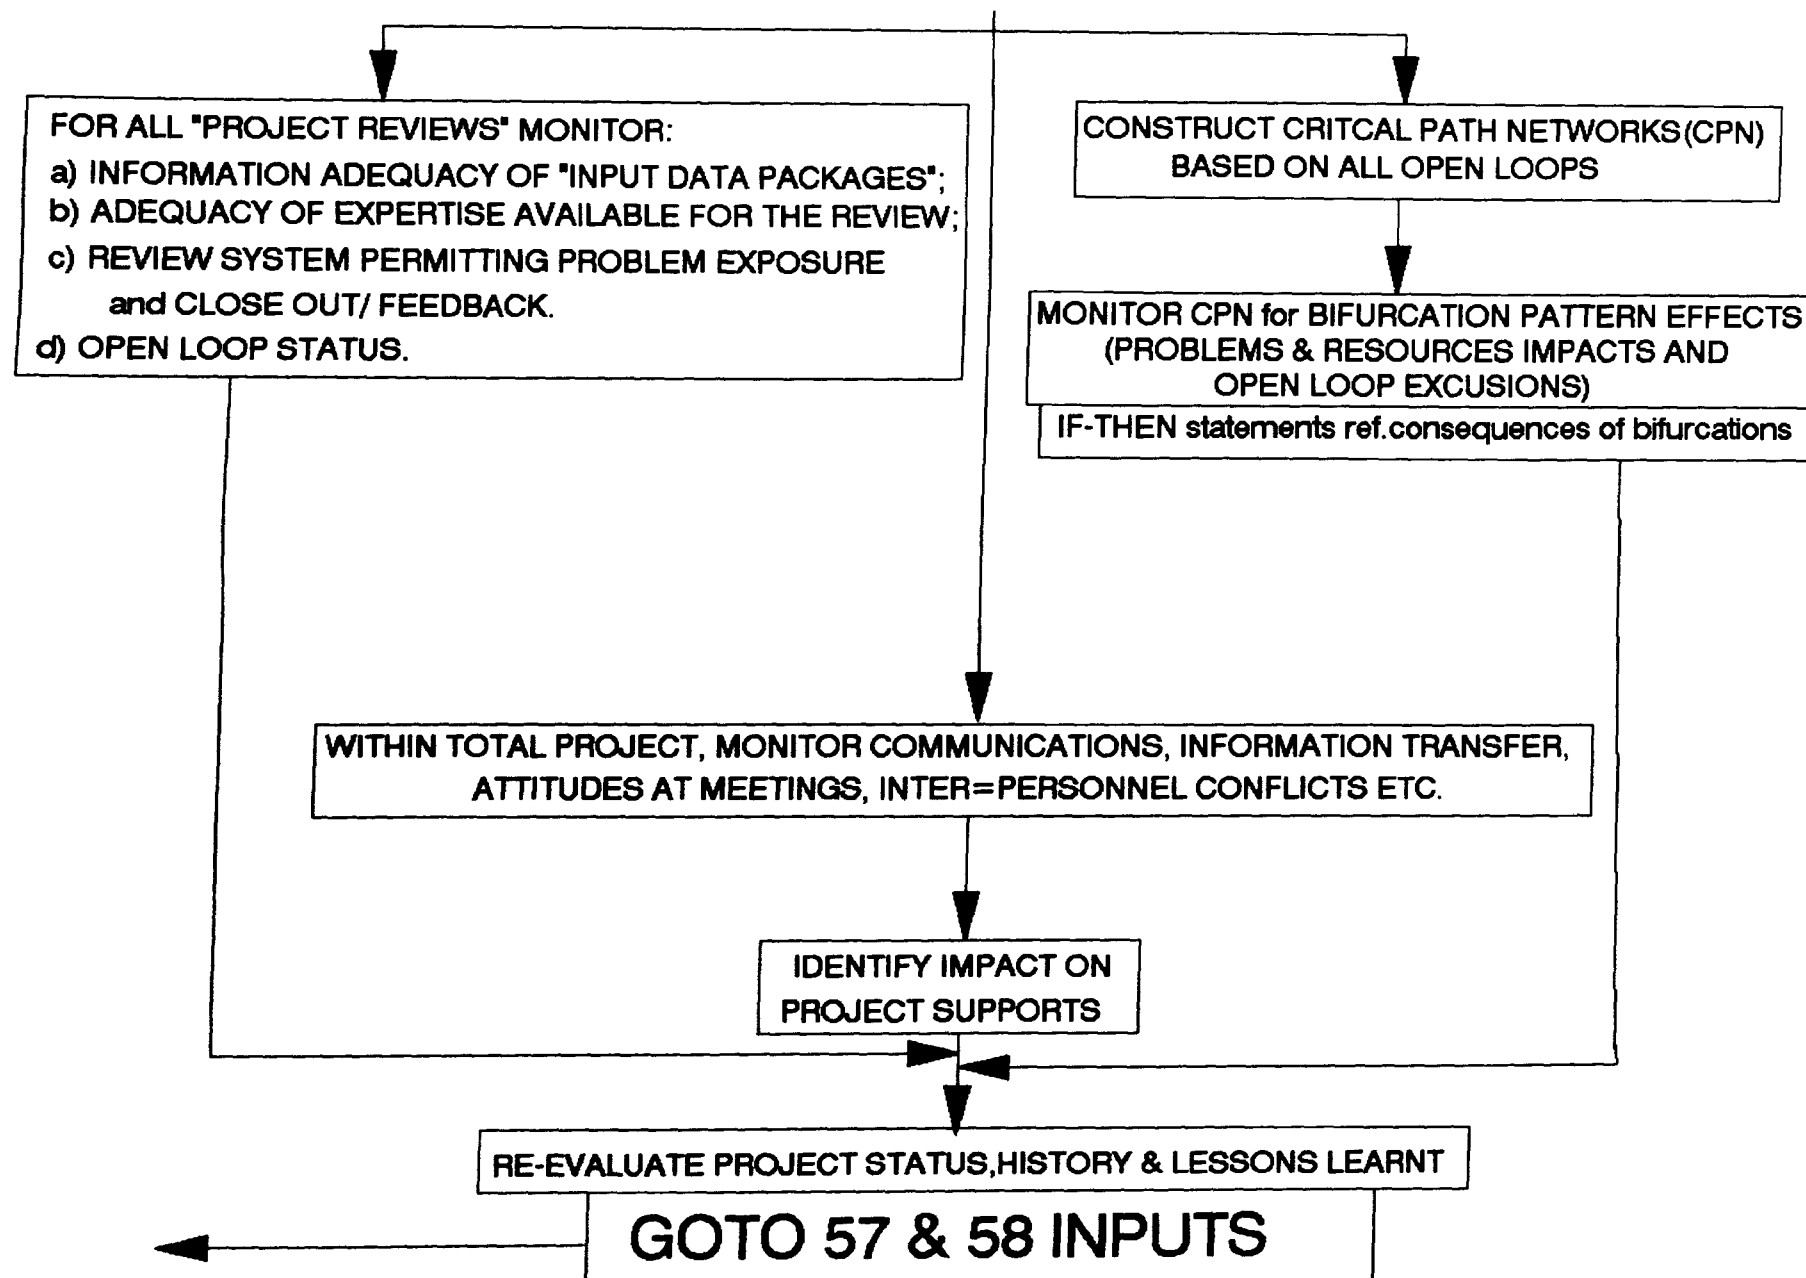 FOR ALL "PROJECT REVIEWS" MONITOR:
a) INFORMATION ADEQUACY OF "INPUT DATA PACKAGES";
b) ADEQUACY OF EXPERTISE AVAILABLE FOR THE REVIEW;
c) REVIEW SYSTEM PERMITTING PROBLEM EXPOSURE
and CLOSE OUT/ FEEDBACK.
d) OPEN LOOP STATUS.
CONSTRUCT CRITCAL PATH NETWORKS (CPN)
BASED ON ALL OPEN LOOPS
MONITOR CPN for BIFURCATION PATTERN EFFECTS
(PROBLEMS & RESOURCES IMPACTS AND
OPEN LOOP EXCUSIONS)
IF-THEN statements ref.consequences of bifurcations
WITHIN TOTAL PROJECT, MONITOR COMMUNICATIONS, INFORMATION TRANSFER,
ATTITUDES AT MEETINGS, INTER=PERSONNEL CONFLICTS ETC.
IDENTIFY IMPACT ON
PROJECT SUPPORTS
RE-EVALUATE PROJECT STATUS,HISTORY & LESSONS LEARNT
GOTO 57 & 58 INPUTS